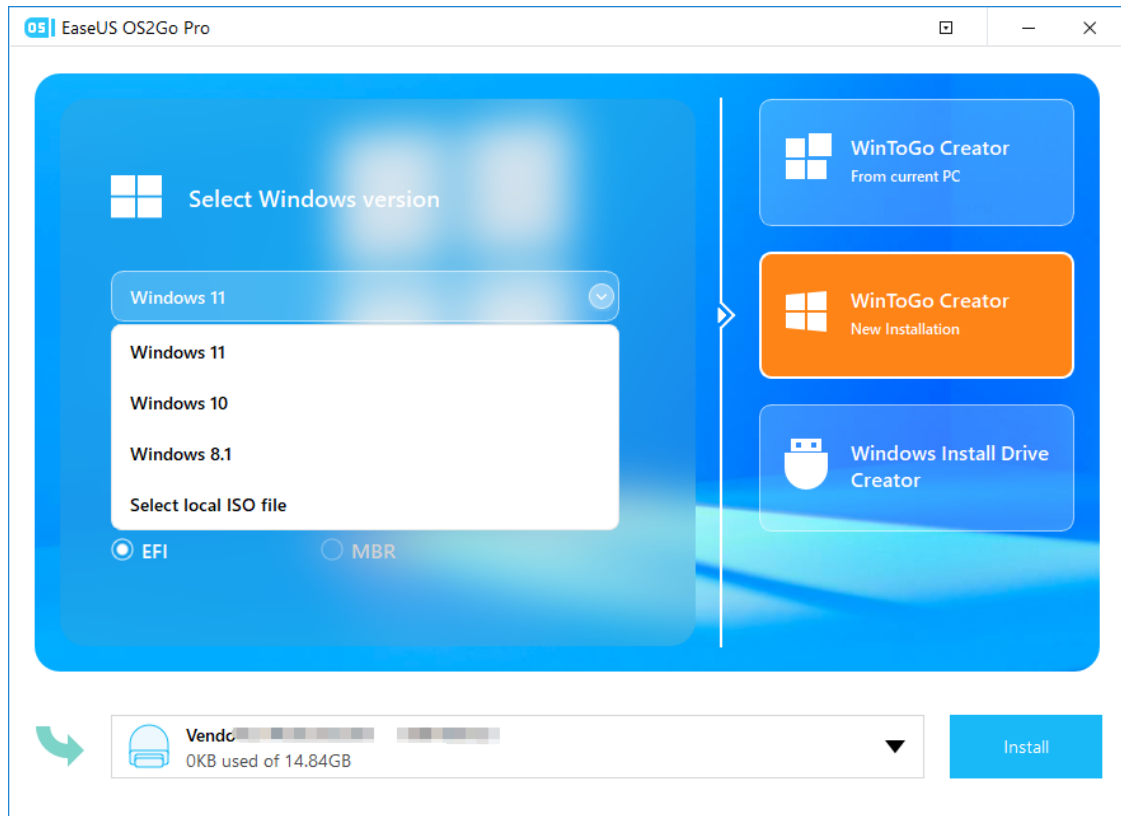 OS EaseUS OS2Go Pro
Select Windows version
Windows 11
Windows 11
Windows 10
Windows 8.1
Select local ISO file
EFI
MBR
WinToGo Creator
From current PC
WinToGo Creator
New Installation
Windows Install Drive
Creator
0KB used of 14.84GB
Install